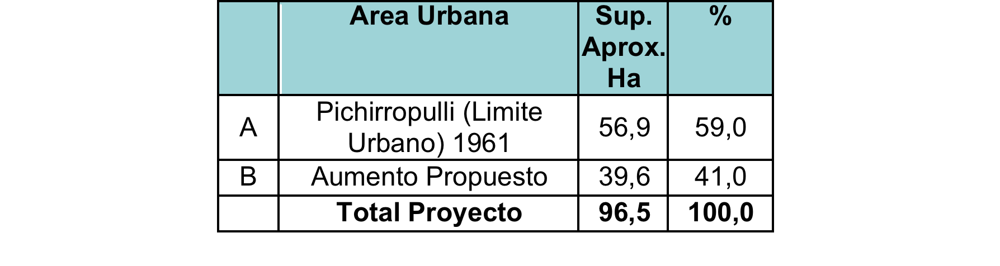 Area Urbana Sup. Aprox. Ha %
A Pichirropulli (Limite Urbano) 1961 56,9 59,0
B Aumento Propuesto 39,6 41,0
Total Proyecto 96,5 100,0